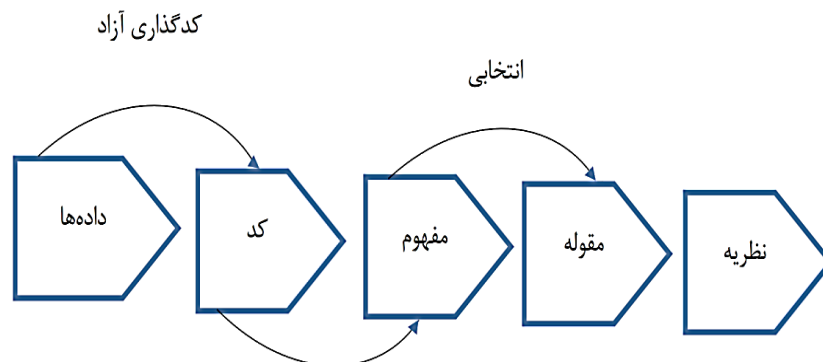 کدگذاری آزاد
انتخابی
داده‌ها
کد
مفهوم
مقوله
نظریه